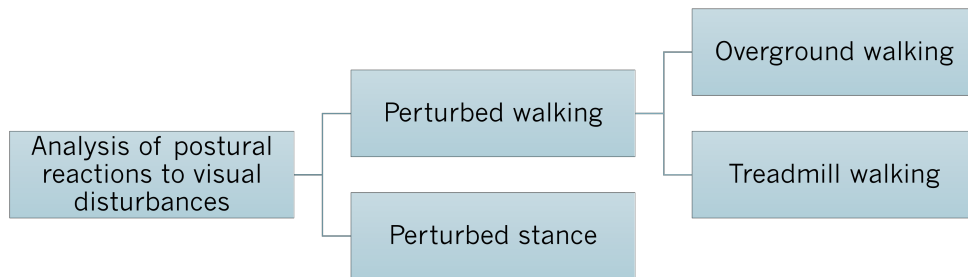 Analysis of postural
reactions to visual
disturbances
Perturbed walking
Perturbed stance
Overground walking
Treadmill walking